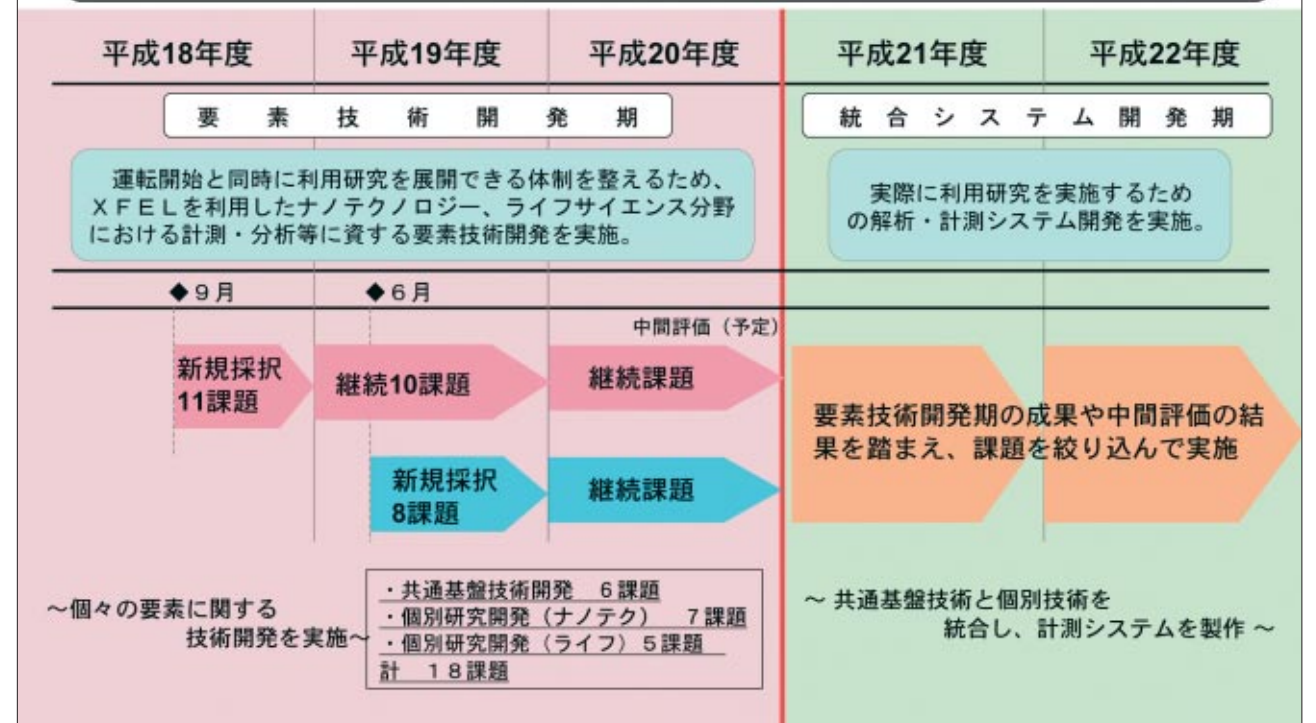 平成18年度
平成19年度
平成20年度
平成21年度
平成22年度
要素技術開発期
統合システム開発期
運転開始と同時に利用研究を展開できる体制を整えるため、
ＸＦＥＬを利用したナノテクノロジー、ライフサイエンス分野
における計測・分析等に資する要素技術開発を実施。
実際に利用研究を実施するため
の解析・計測システム開発を実施。
◆９月
◆６月
中間評価（予定）
新規採択
11課題
継続10課題
継続課題
新規採択
8課題
継続課題
要素技術開発期の成果や中間評価の結
果を踏まえ、課題を絞り込んで実施
～個々の要素に関する
技術開発を実施～
・共通基盤技術開発　６課題
・個別研究開発（ナノテク）　７課題
・個別研究開発（ライフ）５課題
計　１８課題
～ 共通基盤技術と個別技術を
統合し、計測システムを製作 ～